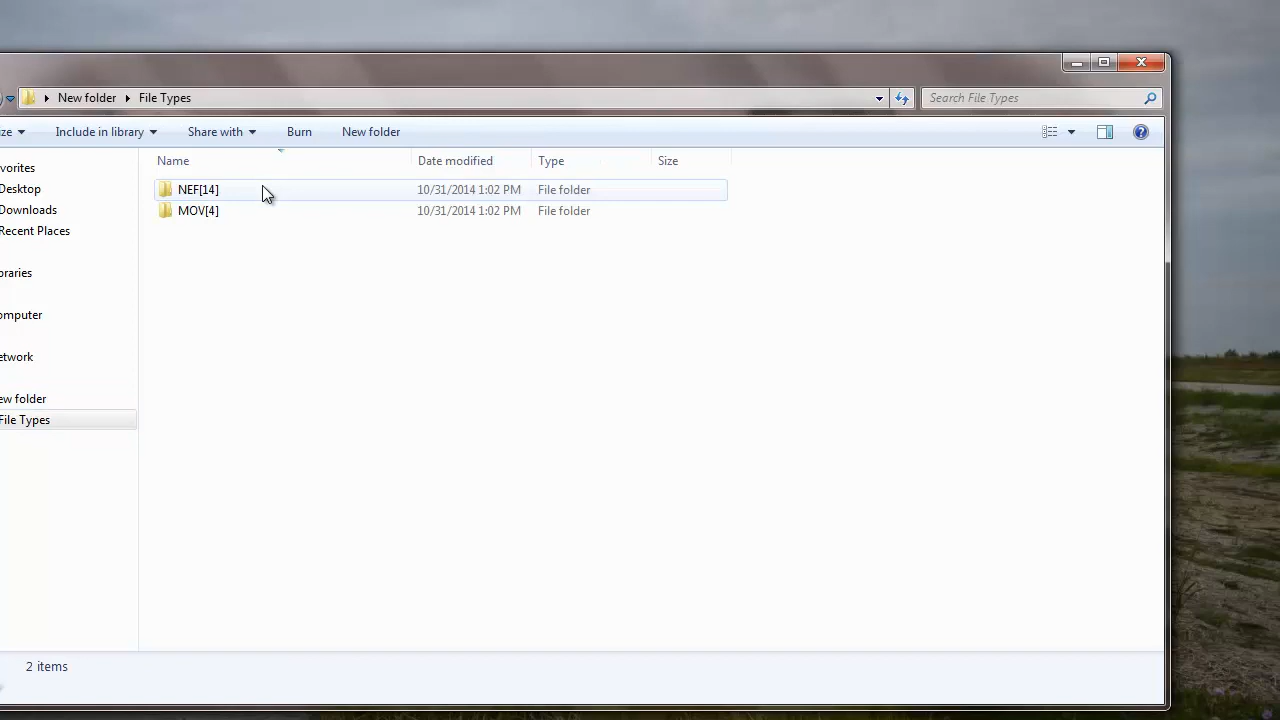 New folder File Types Search File Types
ze Include in library Share with Burn New folder
Name Date modified Type Size
NEF[14] 10/31/2014 1:02 PM File folder
MOV[4] 10/31/2014 1:02 PM File folder
vorites
Desktop
Downloads
Recent Places
braries
omputer
etwork
ew folder
File Types
2 items